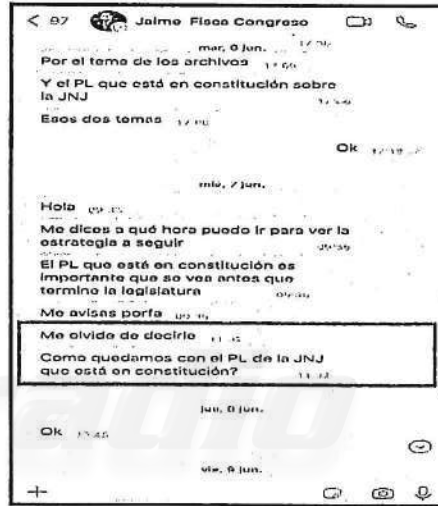 < 97 Jaime Fisca Congreso
mar, 6 jun.
Por el tema de los archivos
Y el PL que está en constitución sobre
la JNJ
Esos dos temas
Ok
mié, 7 jun.
Hola
Me dices a qué hora puedo ir para ver la
estrategia a seguir
El PL que está en constitución es
importante que se vea antes que
termine la legislatura
Me avisas porfa
Me olvide de decirle
Como quedamos con el PL de la JNJ
que está en constitución?
jue, 8 jun.
Ok
vie, 9 jun.